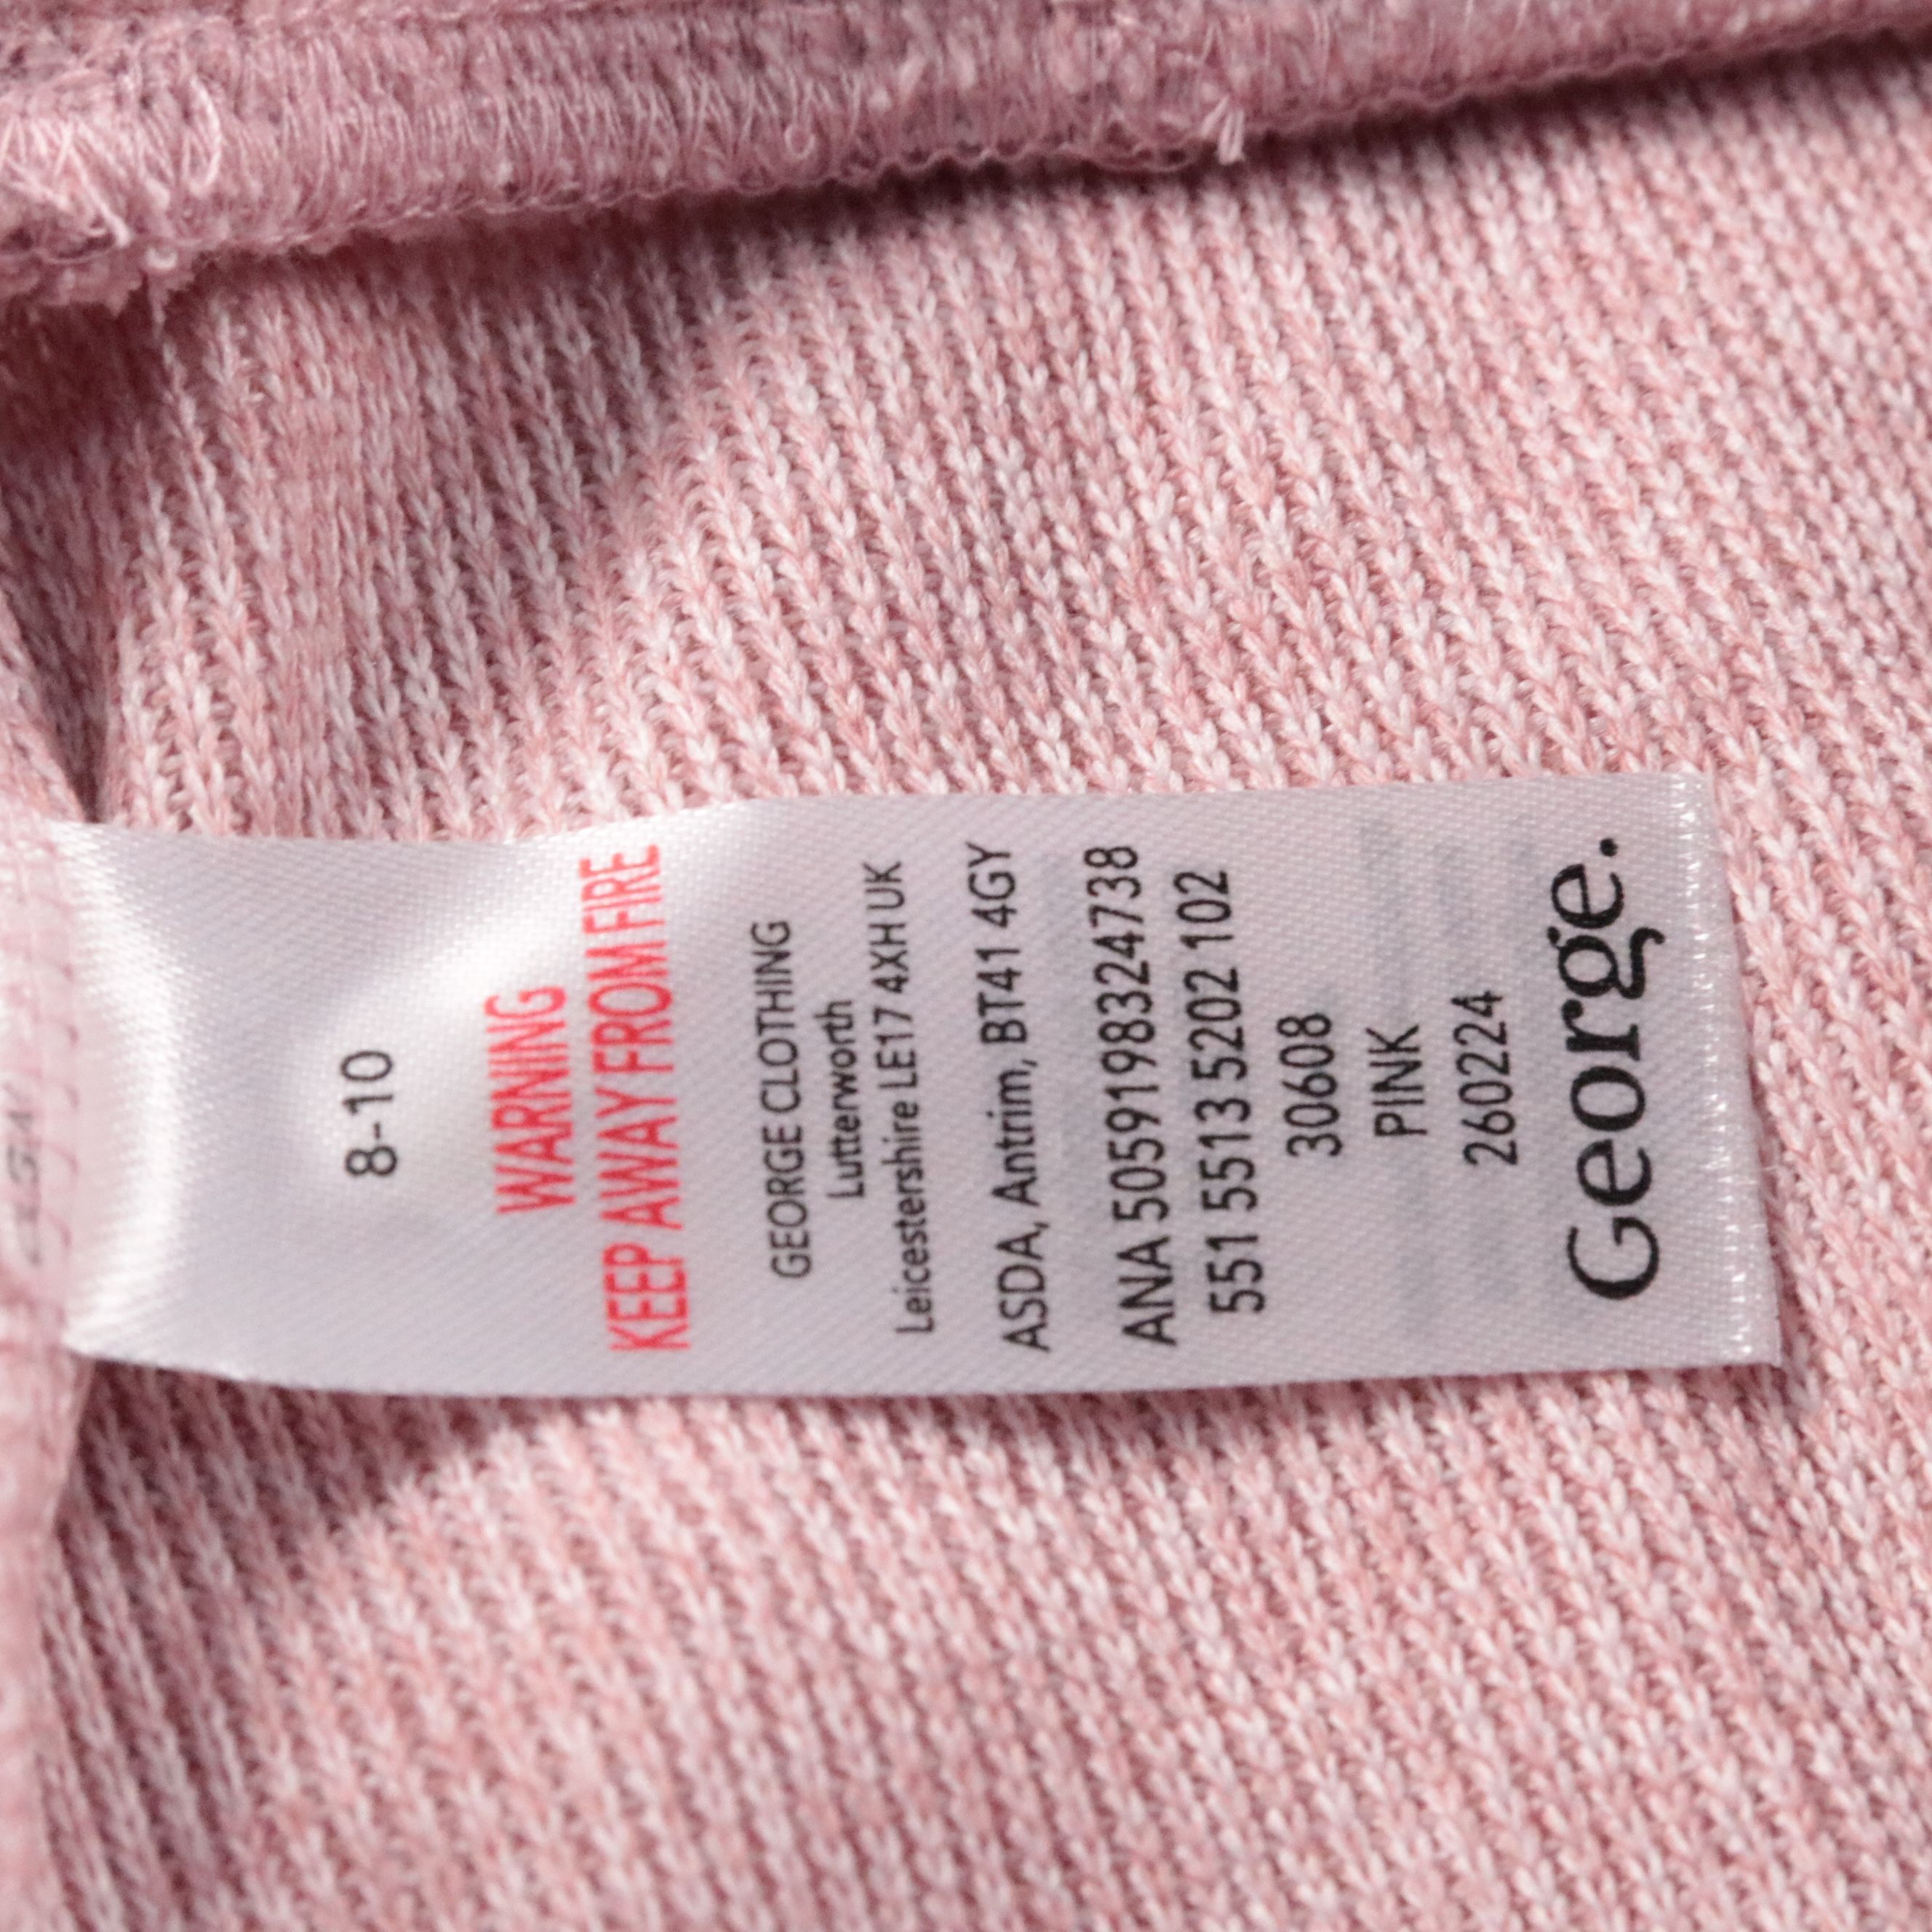 8-10
WARNING
KEEP AWAY FROM FIRE
GEORGE CLOTHING
Lutterworth
Leicestershire LE17 4XH UK
ASDA, Antrim, BT41 4GY
ANA 5059198324738
551 5513 5202 102
30608
PINK
260224
George.